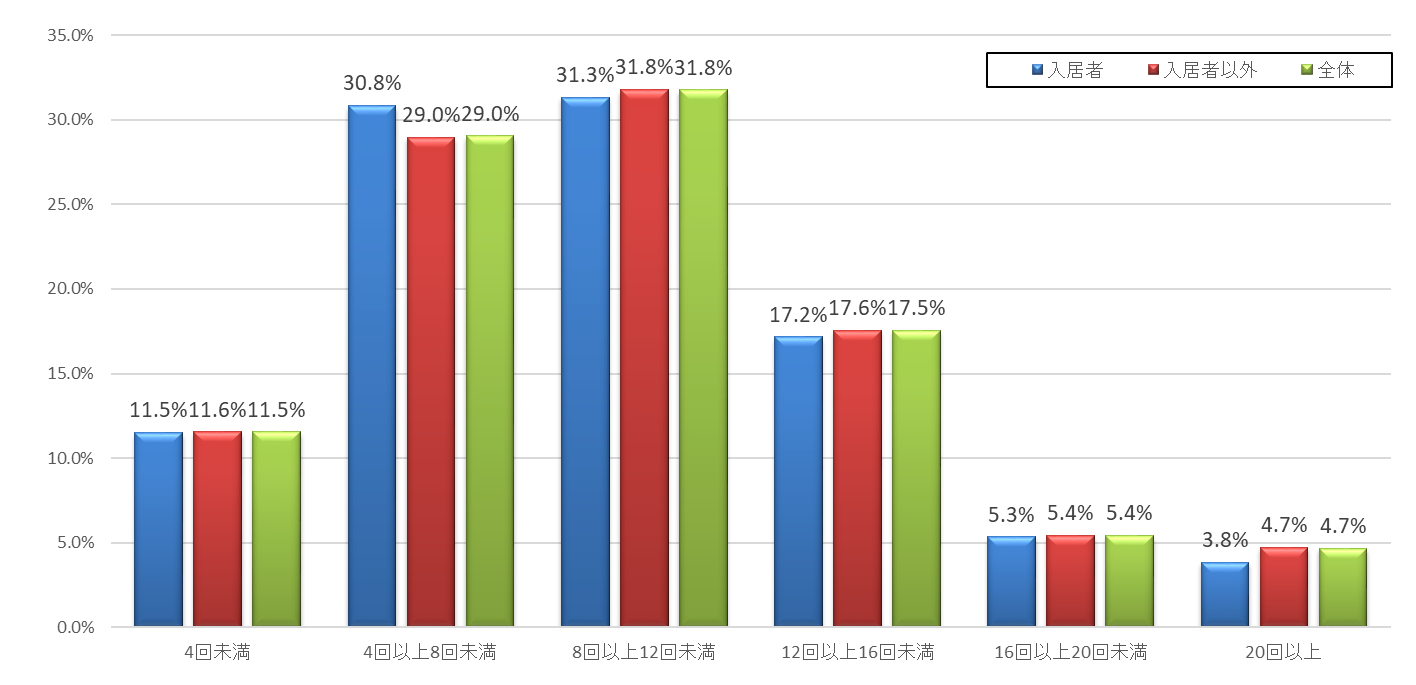 35.0%
30.0%
25.0%
20.0%
15.0%
10.0%
5.0%
0.0%
入居者 入居者以外 全体
11.5% 11.6% 11.5%
30.8% 29.0% 29.0%
31.3% 31.8% 31.8%
17.2% 17.6% 17.5%
5.3% 5.4% 5.4%
3.8% 4.7% 4.7%
4回未満 4回以上8回未満 8回以上12回未満 12回以上16回未満 16回以上20回未満 20回以上